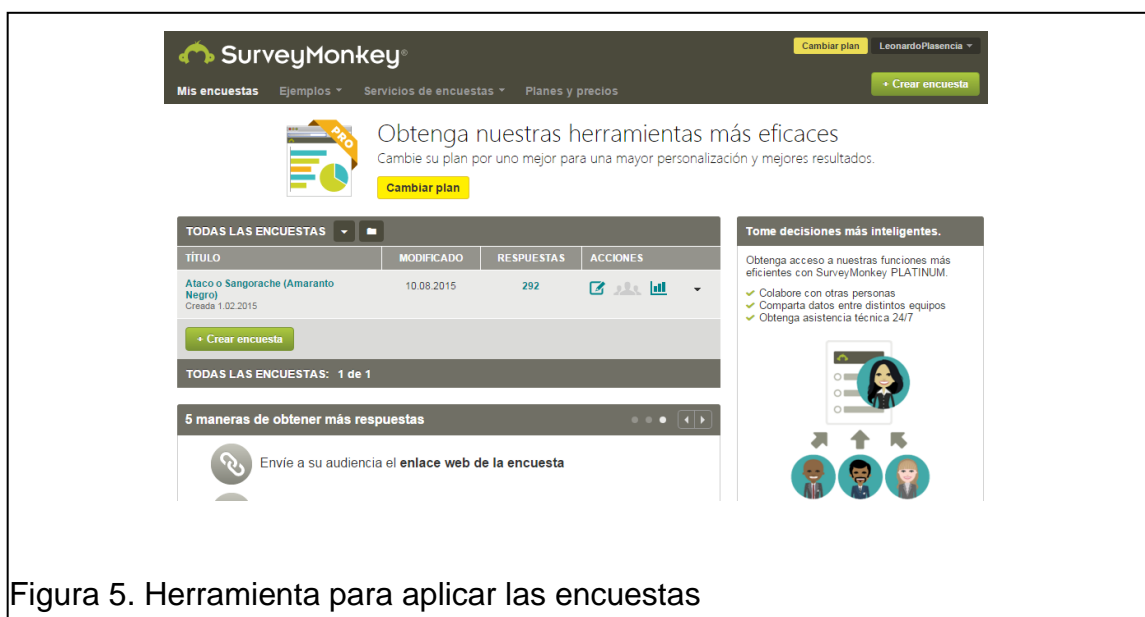 SurveyMonkey®
Cambiar plan LeonardoPlasencia
Mis encuestas Ejemplos Servicios de encuestas Planes y precios + Crear encuesta
PRO
Obtenga nuestras herramientas más eficaces
Cambie su plan por uno mejor para una mayor personalización y mejores resultados.
Cambiar plan
TODAS LAS ENCUESTAS
TÍTULO MODIFICADO RESPUESTAS ACCIONES
Ataco o Sangorache (Amaranto
Negro)
Creada 1.02.2015
10.08.2015 292
+ Crear encuesta
TODAS LAS ENCUESTAS: 1 de 1
5 maneras de obtener más respuestas
Envíe a su audiencia el enlace web de la encuesta
Tome decisiones más inteligentes.
Obtenga acceso a nuestras funciones más
eficientes con SurveyMonkey PLATINUM.
Colabore con otras personas
Comparta datos entre distintos equipos
Obtenga asistencia técnica 24/7
Figura 5. Herramienta para aplicar las encuestas